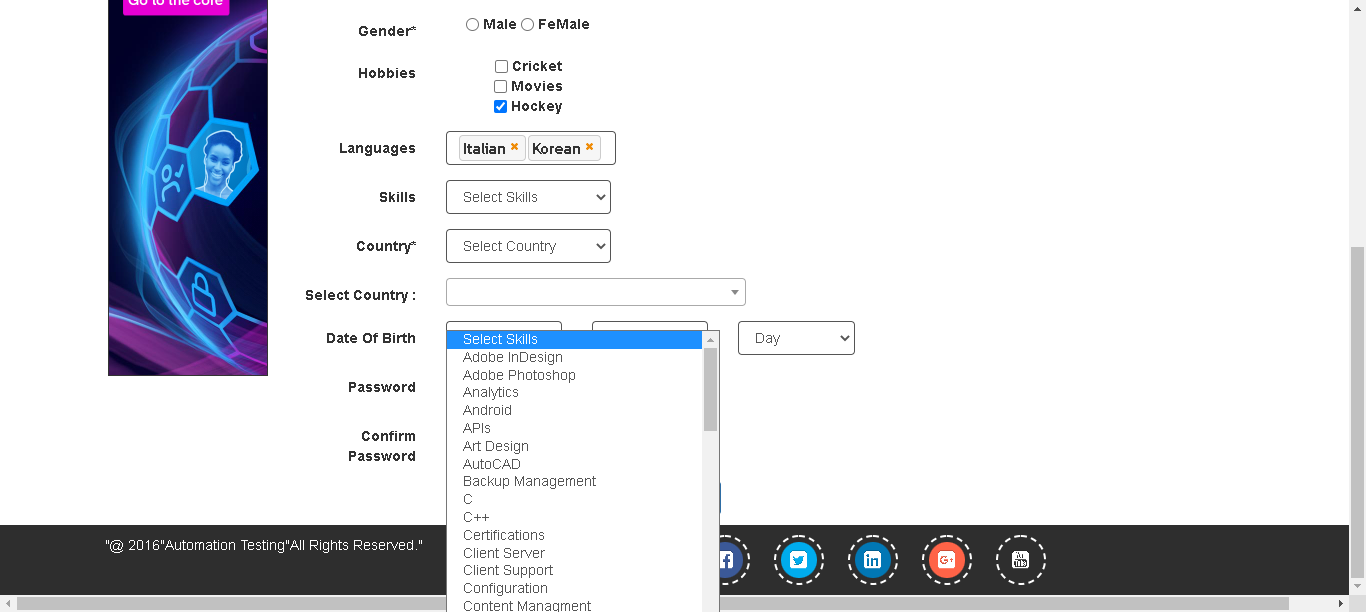 Go to the core
Gender*
Male FeMale
Hobbies
Cricket
Movies
Hockey
Languages
Italian Korean
Skills
Select Skills
Country*
Select Country
Select Country :
Date Of Birth
Day
Password
Confirm
Password
Select Skills
Adobe InDesign
Adobe Photoshop
Analytics
Android
APIs
Art Design
AutoCAD
Backup Management
C
C++
Certifications
Client Server
Client Support
Configuration
Content Managment
"@ 2016"Automation Testing"All Rights Reserved."
f
in
G+
You
Tube